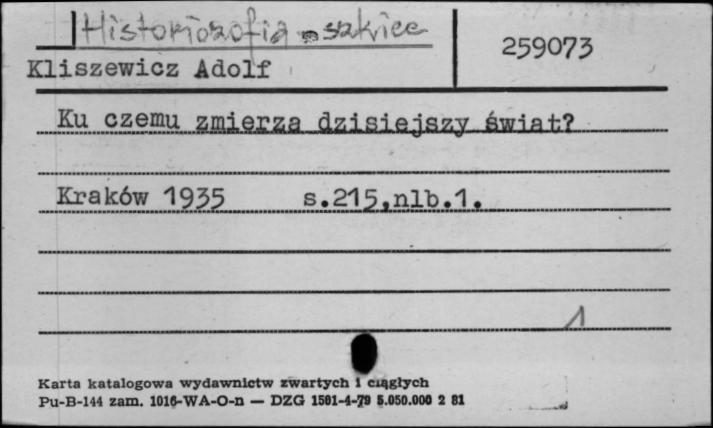 Historiozofia - szkice
259073
Kliszewicz Adolf
Ku czemu zmierza dzisiejszy świat?
Kraków 1935 s.215,nlb.1.
1
Karta katalogowa wydawnictw zwartych i ciągłych
Pu-B-144 zam. 1016-WA-O-n — DZG 1501-4-79 5.050.000 2 81